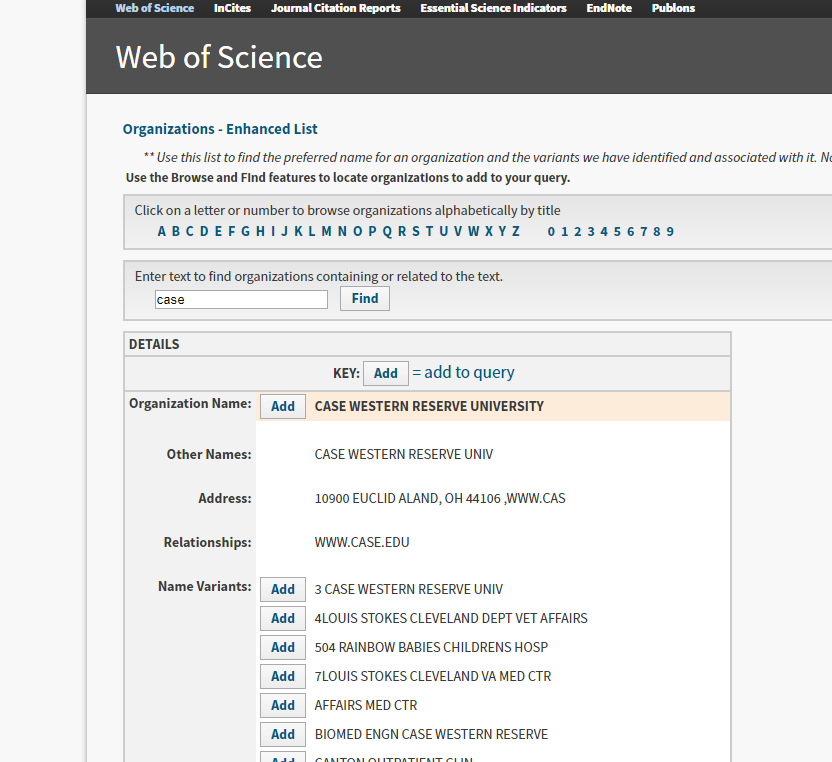 Web of Science InCites Journal Citation Reports Essential Science Indicators EndNote Publons
Web of Science
Organizations - Enhanced List
** Use this list to find the preferred name for an organization and the variants we have identified and associated with it.
Use the Browse and Find features to locate organizations to add to your query.
Click on a letter or number to browse organizations alphabetically by title
A B C D E F G H I J K L M N O P Q R S T U V W X Y Z 0 1 2 3 4 5 6 7 8 9
Enter text to find organizations containing or related to the text.
case Find
DETAILS
KEY: Add = add to query
Organization Name: Add CASE WESTERN RESERVE UNIVERSITY
Other Names: CASE WESTERN RESERVE UNIV
Address: 10900 EUCLID ALAND, OH 44106 ,WWW.CAS
Relationships: WWW.CASE.EDU
Name Variants: Add 3 CASE WESTERN RESERVE UNIV
Add 4LOUIS STOKES CLEVELAND DEPT VET AFFAIRS
Add 504 RAINBOW BABIES CHILDRENS HOSP
Add 7LOUIS STOKES CLEVELAND VA MED CTR
Add AFFAIRS MED CTR
Add BIOMED ENGN CASE WESTERN RESERVE
Add CANTON OUTPATIENT CLIN